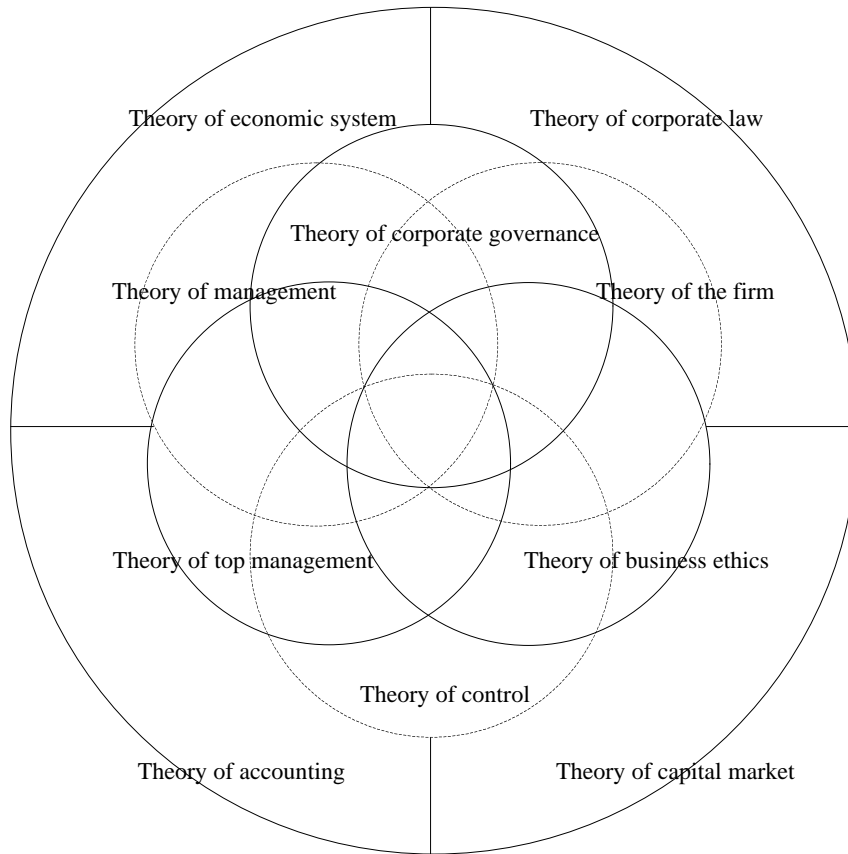 Theory of economic system
Theory of corporate law
Theory of corporate governance
Theory of management
Theory of the firm
Theory of top management
Theory of business ethics
Theory of control
Theory of accounting
Theory of capital market